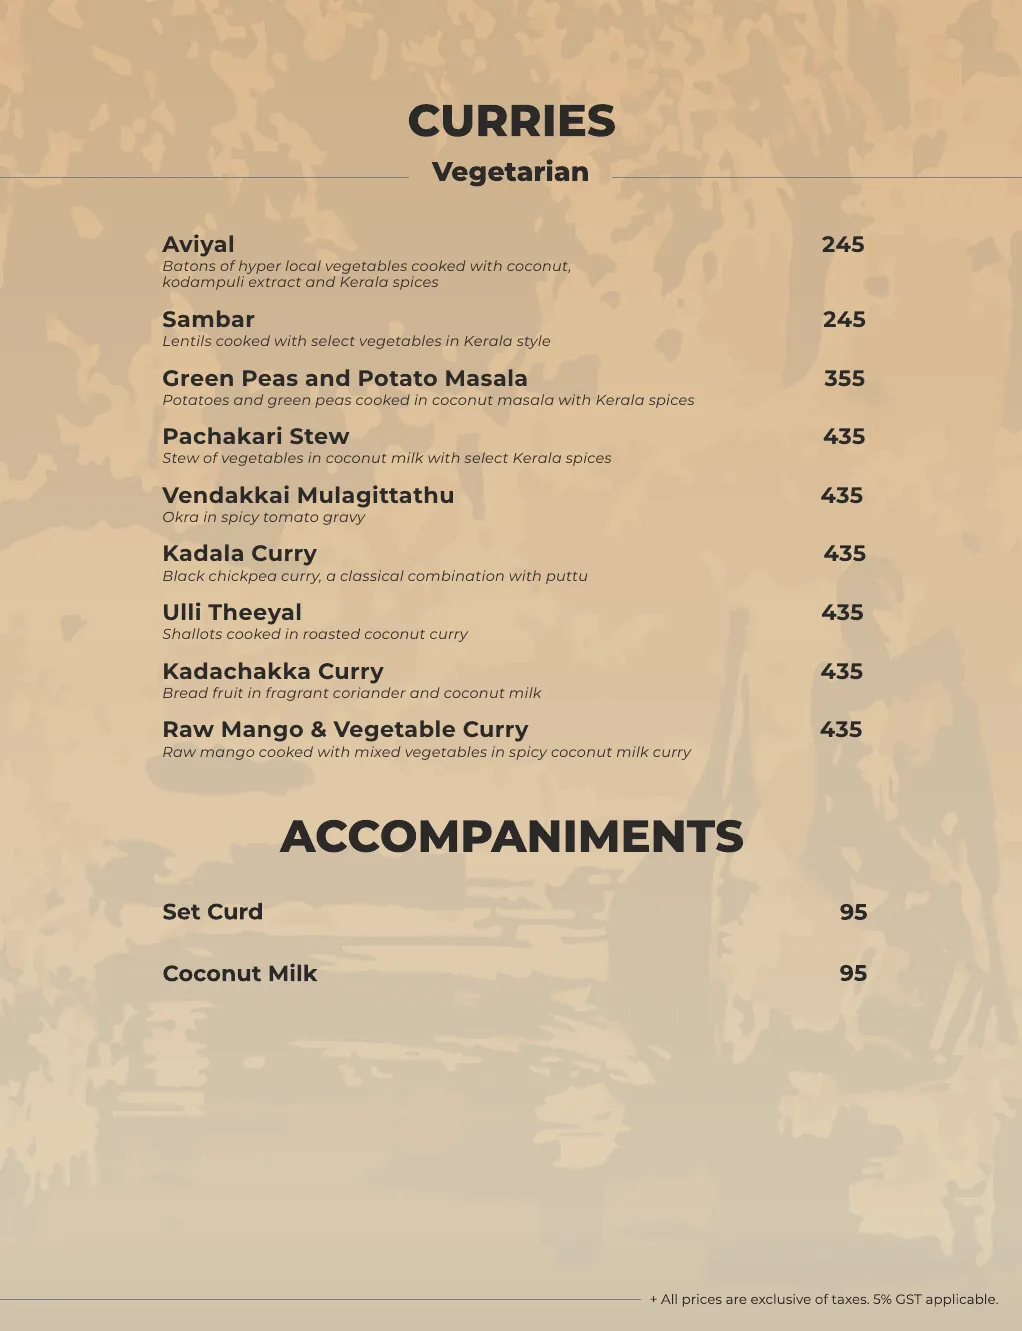 CURRIES
Vegetarian
Aviyal 245
Batons of hyper local vegetables cooked with coconut,
kodampuli extract and Kerala spices
Sambar 245
Lentils cooked with select vegetables in Kerala style
Green Peas and Potato Masala 355
Potatoes and green peas cooked in coconut masala with Kerala spices
Pachakari Stew 435
Stew of vegetables in coconut milk with select Kerala spices
Vendakkai Mulagittathu 435
Okra in spicy tomato gravy
Kadala Curry 435
Black chickpea curry, a classical combination with puttu
Ulli Theeyal 435
Shallots cooked in roasted coconut curry
Kadachakka Curry 435
Bread fruit in fragrant coriander and coconut milk
Raw Mango & Vegetable Curry 435
Raw mango cooked with mixed vegetables in spicy coconut milk curry
ACCOMPANIMENTS
Set Curd 95
Coconut Milk 95
+ All prices are exclusive of taxes. 5% GST applicable.